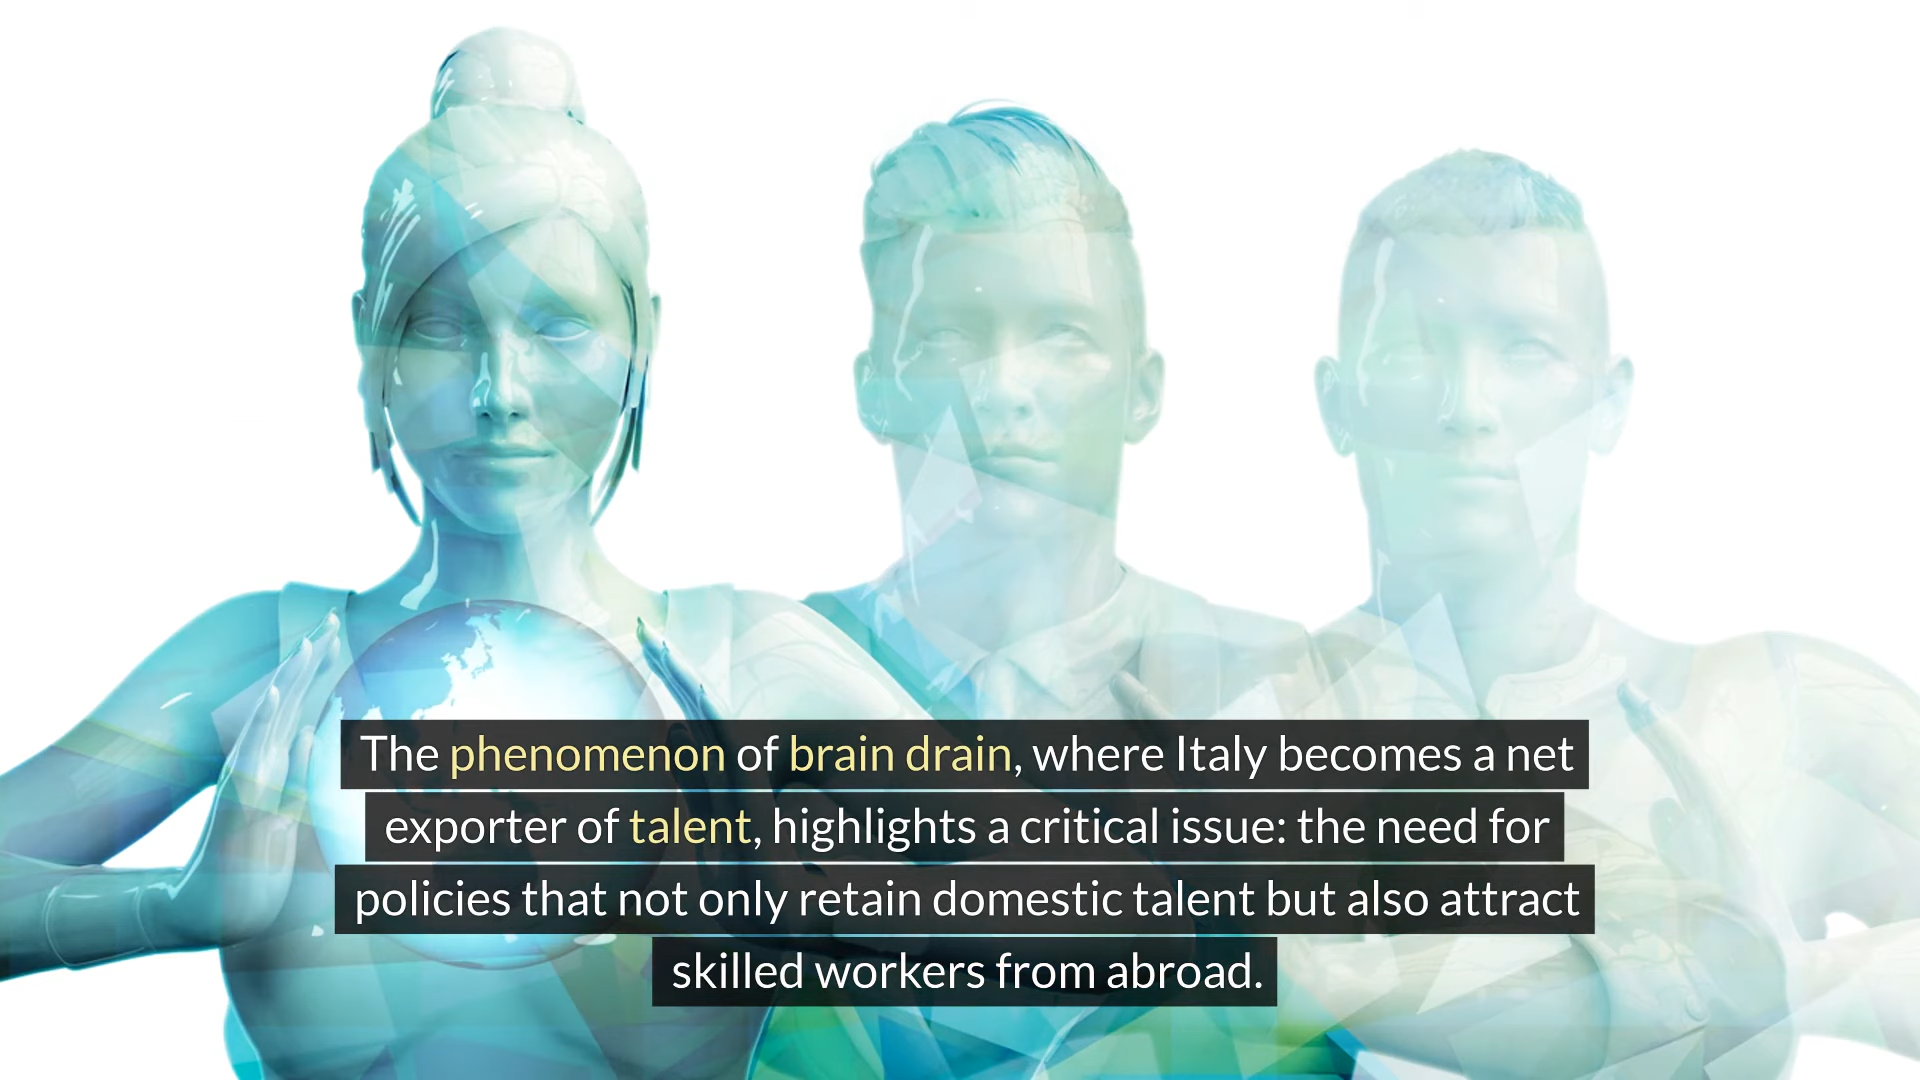 The phenomenon of brain drain, where Italy becomes a net
exporter of talent, highlights a critical issue: the need for
policies that not only retain domestic talent but also attract
skilled workers from abroad.